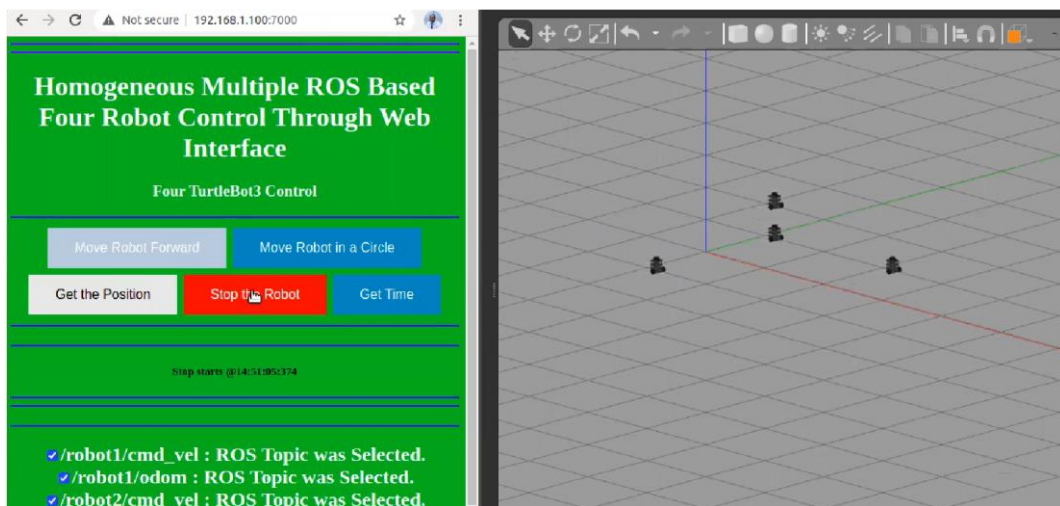 Not secure | 192.168.1.100:7000
Homogeneous Multiple ROS Based
Four Robot Control Through Web
Interface
Four TurtleBot3 Control
Move Robot Forward Move Robot in a Circle
Get the Position Stop the Robot Get Time
Stop starts @14:51:05:374
/robot1/cmd_vel : ROS Topic was Selected.
/robot1/odom : ROS Topic was Selected.
/robot2/cmd_vel : ROS Topic was Selected.